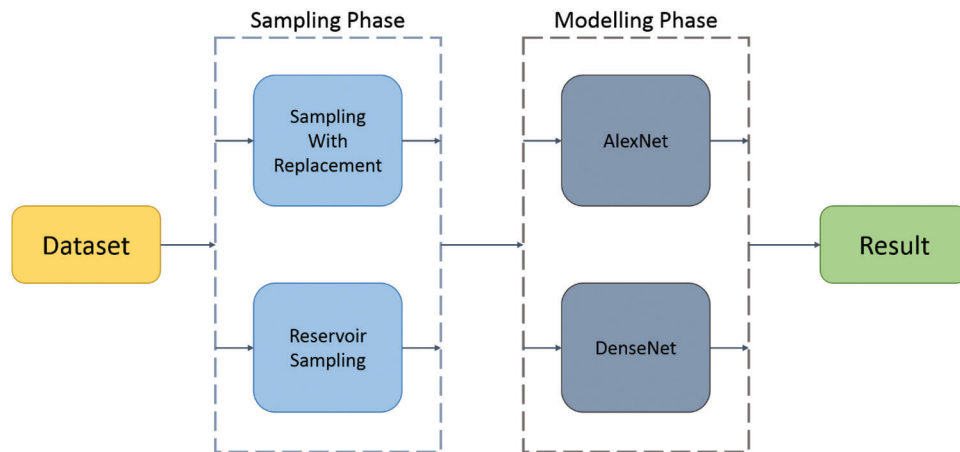 Sampling Phase
Modelling Phase
Sampling
With
Replacement
AlexNet
Dataset
Result
Reservoir
Sampling
DenseNet